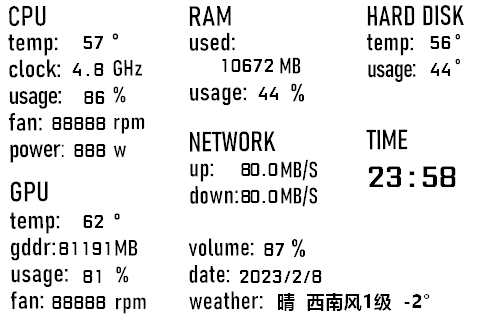 CPU
temp: 57 °
clock: 4.8 GHz
usage: 86 %
fan: 88888 rpm
power: 888 w
GPU
temp: 62 °
gddr:81191MB
usage: 81 %
fan: 88888 rpm
RAM
used:
10672 MB
usage: 44 %
NETWORK
up: 80.0MB/S
down:80.0MB/S
volume: 87 %
date: 2023/2/8
weather: 晴 西南风1级 -2°
HARD DISK
temp: 56°
usage: 44°
TIME
23:58